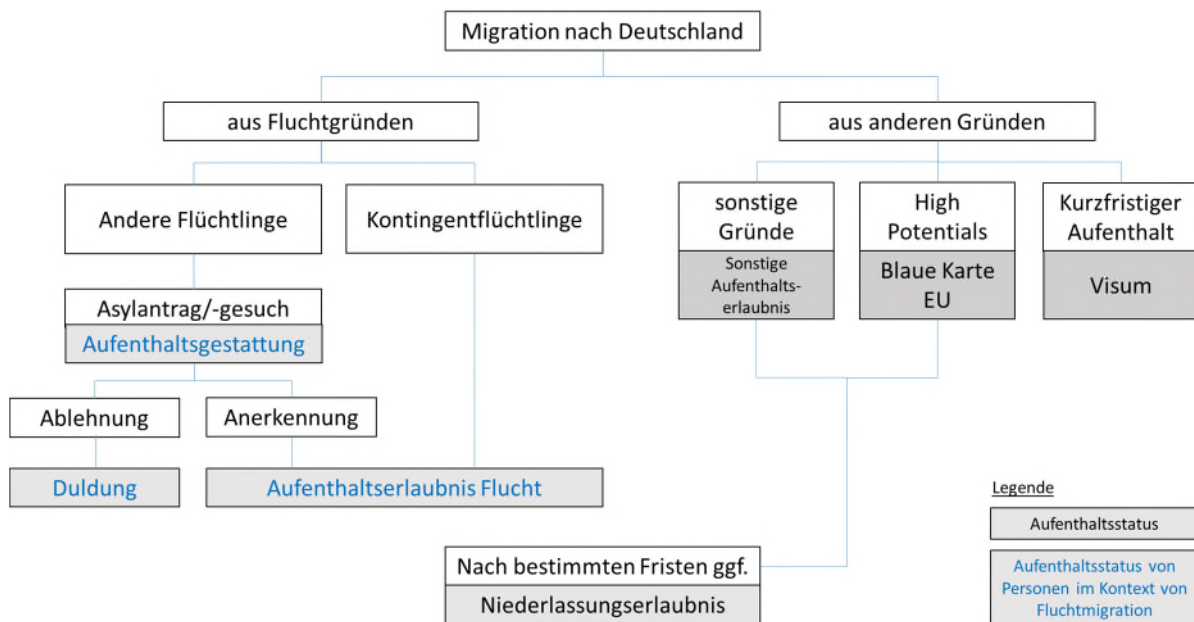 Migration nach Deutschland
aus Fluchtgründen
aus anderen Gründen
Andere Flüchtlinge
Kontingentflüchtlinge
sonstige
Gründe
Sonstige
Aufenthalts-
erlaubnis
High
Potentials
Blaue Karte
EU
Kurzfristiger
Aufenthalt
Visum
Asylantrag/-gesuch
Aufenthaltsgestattung
Ablehnung
Anerkennung
Duldung
Aufenthaltserlaubnis Flucht
Nach bestimmten Fristen ggf.
Niederlassungserlaubnis
Legende
Aufenthaltsstatus
Aufenthaltsstatus von
Personen im Kontext von
Fluchtmigration